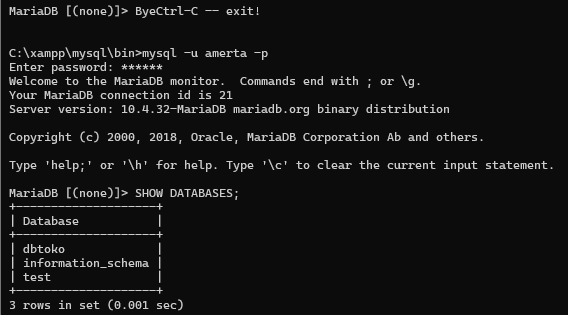 MariaDB [(none)]> ByeCtrl-C -- exit!
C:\xampp\mysql\bin>mysql -u amerta -p
Enter password: ******
Welcome to the MariaDB monitor.  Commands end with ; or \g.
Your MariaDB connection id is 21
Server version: 10.4.32-MariaDB mariadb.org binary distribution
Copyright (c) 2000, 2018, Oracle, MariaDB Corporation Ab and others.
Type 'help;' or '\h' for help. Type '\c' to clear the current input statement.
MariaDB [(none)]> SHOW DATABASES;
+--------------------+
| Database           |
+--------------------+
| dbtoko             |
| information_schema |
| test               |
+--------------------+
3 rows in set (0.001 sec)